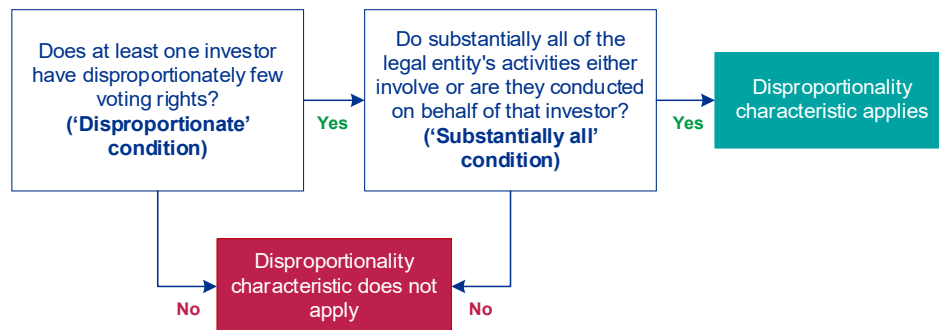 Does at least one investor
have disproportionately few
voting rights?
(‘Disproportionate’
condition)
Yes
Do substantially all of the
legal entity's activities either
involve or are they conducted
on behalf of that investor?
(‘Substantially all’
condition)
Yes
Disproportionality
characteristic applies
No
Disproportionality
characteristic does not
apply
No